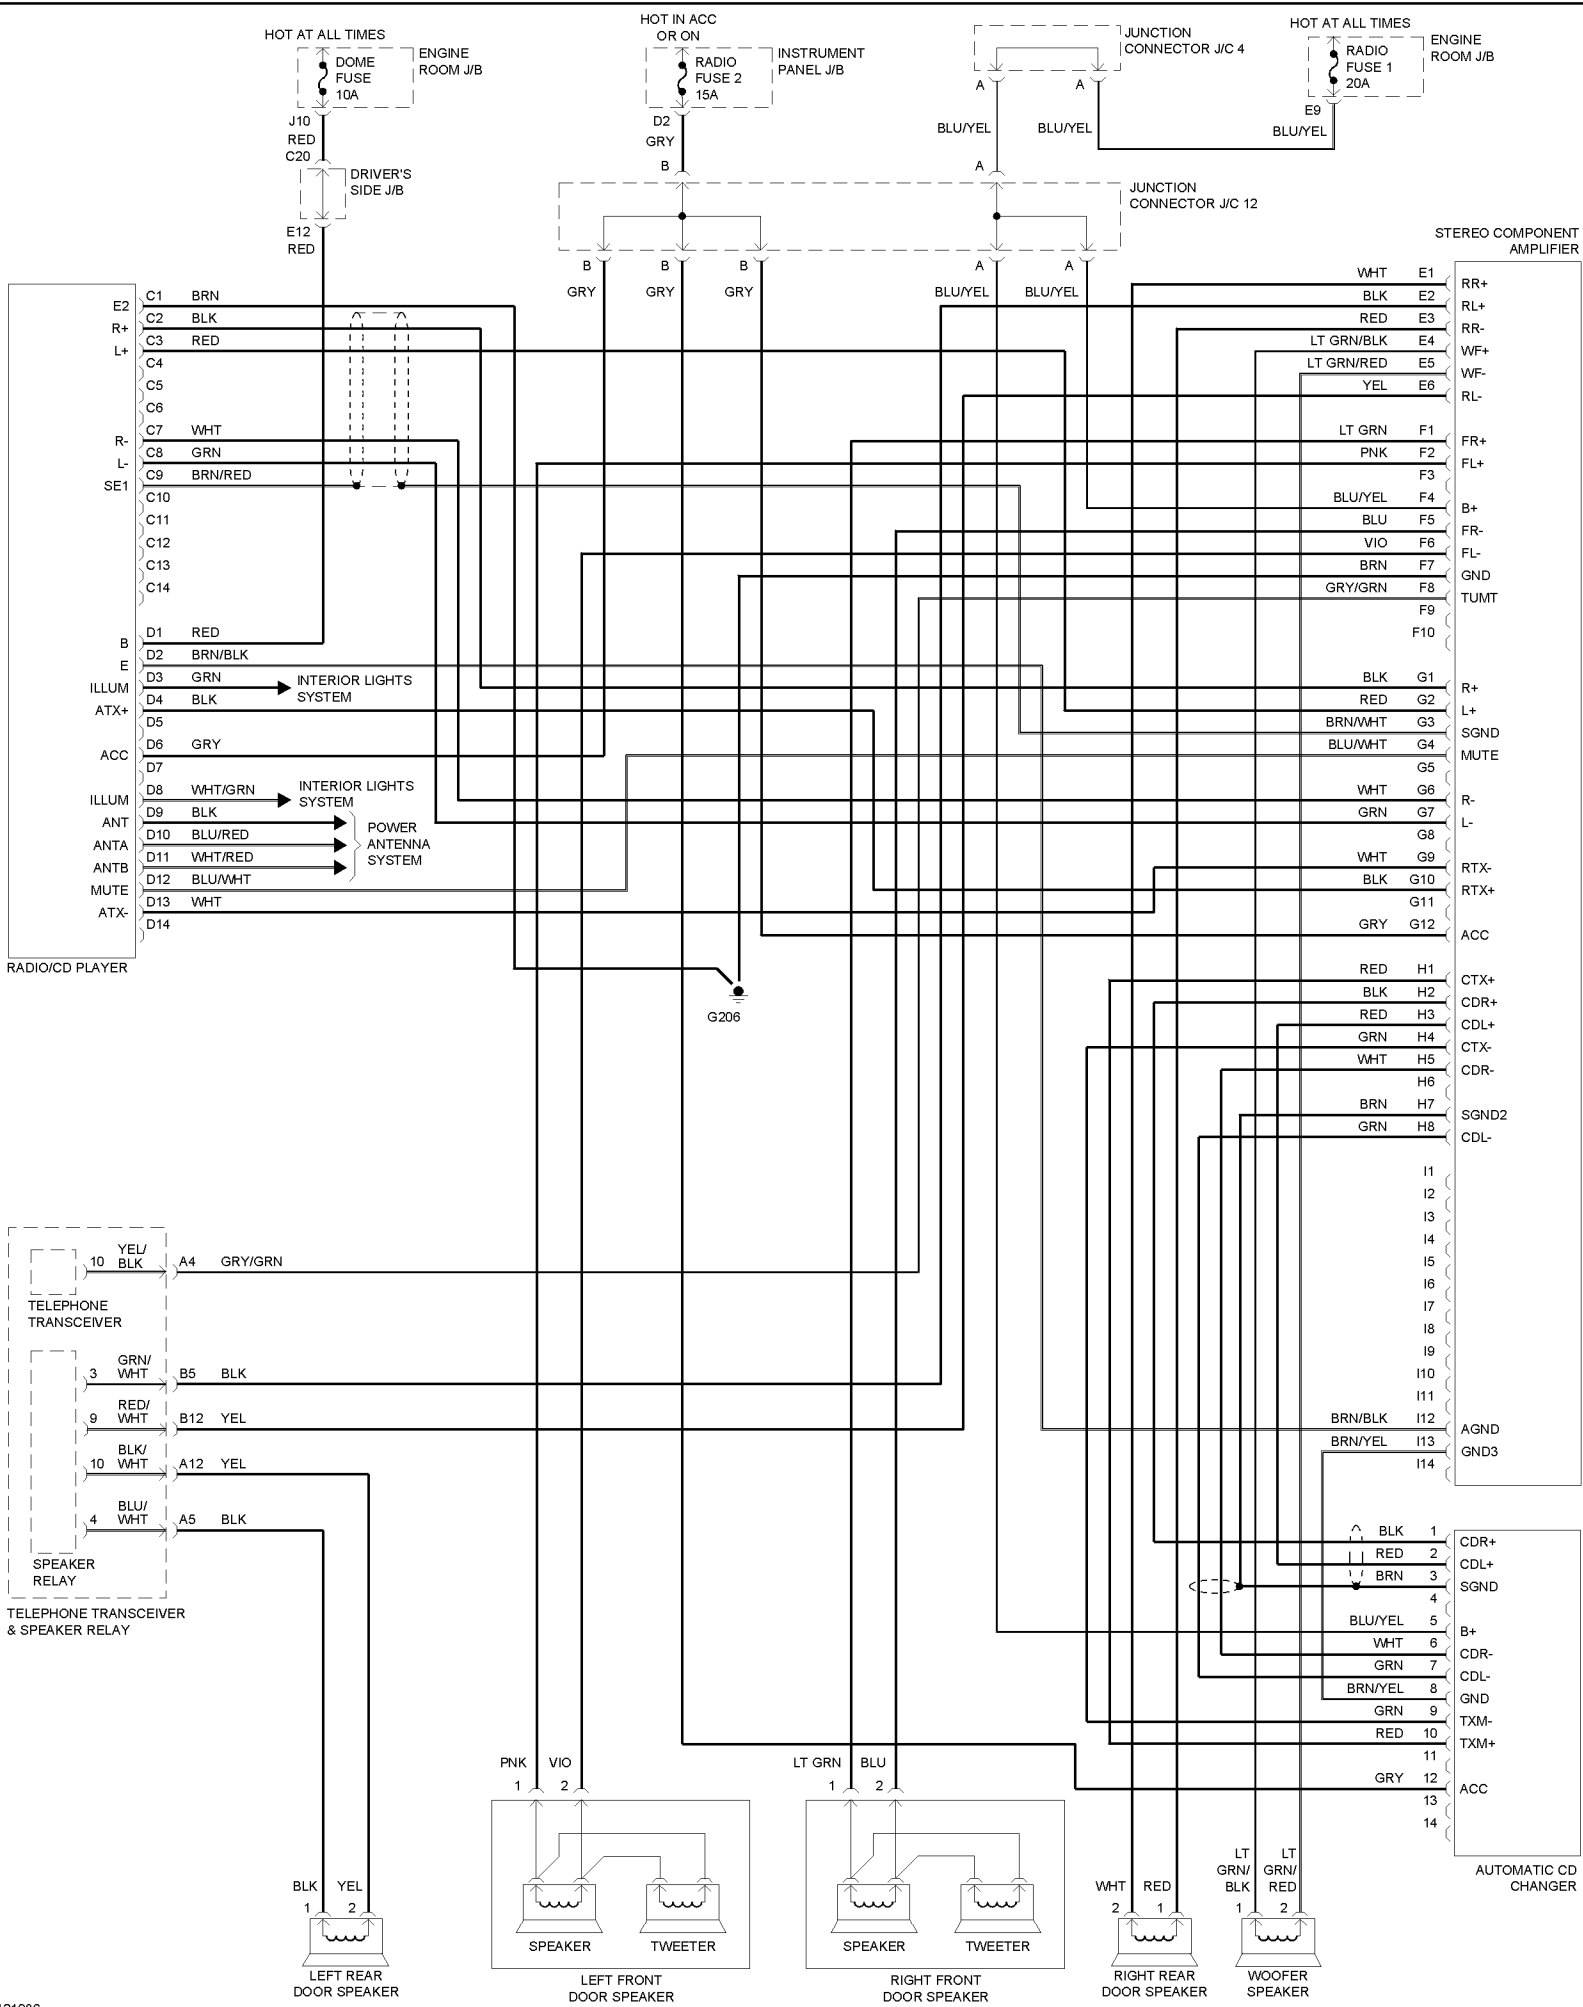 HOT AT ALL TIMES
DOME
FUSE
10A
ENGINE
ROOM J/B
J10
RED
C20
DRIVER'S
SIDE J/B
E12
RED
HOT IN ACC
OR ON
RADIO
FUSE 2
15A
INSTRUMENT
PANEL J/B
D2
GRY
B
JUNCTION
CONNECTOR J/C 4
A
A
BLU/YEL
BLU/YEL
A
HOT AT ALL TIMES
RADIO
FUSE 1
20A
ENGINE
ROOM J/B
E9
BLU/YEL
JUNCTION
CONNECTOR J/C 12
B
B
B
A
A
GRY
GRY
GRY
BLU/YEL
BLU/YEL
E2 C1 BRN
R+ C2 BLK
L+ C3 RED
C4
C5
C6
R- C7 WHT
L- C8 GRN
SE1 C9 BRN/RED
C10
C11
C12
C13
C14
B D1 RED
E D2 BRN/BLK
ILLUM D3 GRN
INTERIOR LIGHTS
SYSTEM
ATX+ D4 BLK
D5
ACC D6 GRY
D7
ILLUM D8 WHT/GRN
INTERIOR LIGHTS
SYSTEM
ANT D9 BLK
ANTA D10 BLU/RED
ANTB D11 WHT/RED
POWER
ANTENNA
SYSTEM
MUTE D12 BLU/WHT
ATX- D13 WHT
D14
RADIO/CD PLAYER
G206
STEREO COMPONENT
AMPLIFIER
WHT E1 RR+
BLK E2 RL+
RED E3 RR-
LT GRN/BLK E4 WF+
LT GRN/RED E5 WF-
YEL E6 RL-
LT GRN F1 FR+
PNK F2 FL+
F3
BLU/YEL F4 B+
BLU F5 FR-
VIO F6 FL-
BRN F7 GND
GRY/GRN F8 TUMT
F9
F10
BLK G1 R+
RED G2 L+
BRN/WHT G3 SGND
BLU/WHT G4 MUTE
G5
WHT G6 R-
GRN G7 L-
G8
WHT G9 RTX-
BLK G10 RTX+
G11
GRY G12 ACC
RED H1 CTX+
BLK H2 CDR+
RED H3 CDL+
GRN H4 CTX-
WHT H5 CDR-
H6
BRN H7 SGND2
GRN H8 CDL-
I1
I2
I3
I4
I5
I6
I7
I8
I9
I10
I11
BRN/BLK I12 AGND
BRN/YEL I13 GND3
I14
10 YEL/
BLK A4 GRY/GRN
TELEPHONE
TRANSCEIVER
3 GRN/
WHT B5 BLK
9 RED/
WHT B12 YEL
10 BLK/
WHT A12 YEL
4 BLU/
WHT A5 BLK
SPEAKER
RELAY
TELEPHONE TRANSCEIVER
& SPEAKER RELAY
BLK 1 CDR+
RED 2 CDL+
BRN 3 SGND
4
BLU/YEL 5 B+
WHT 6 CDR-
GRN 7 CDL-
BRN/YEL 8 GND
GRN 9 TXM-
RED 10 TXM+
11
GRY 12 ACC
13
14
AUTOMATIC CD
CHANGER
BLK YEL
1 2
LEFT REAR
DOOR SPEAKER
PNK VIO
1 2
SPEAKER TWEETER
LEFT FRONT
DOOR SPEAKER
LT GRN BLU
1 2
SPEAKER TWEETER
RIGHT FRONT
DOOR SPEAKER
WHT RED
2 1
RIGHT REAR
DOOR SPEAKER
LT
GRN/
BLK
LT
GRN/
RED
1 2
WOOFER
SPEAKER